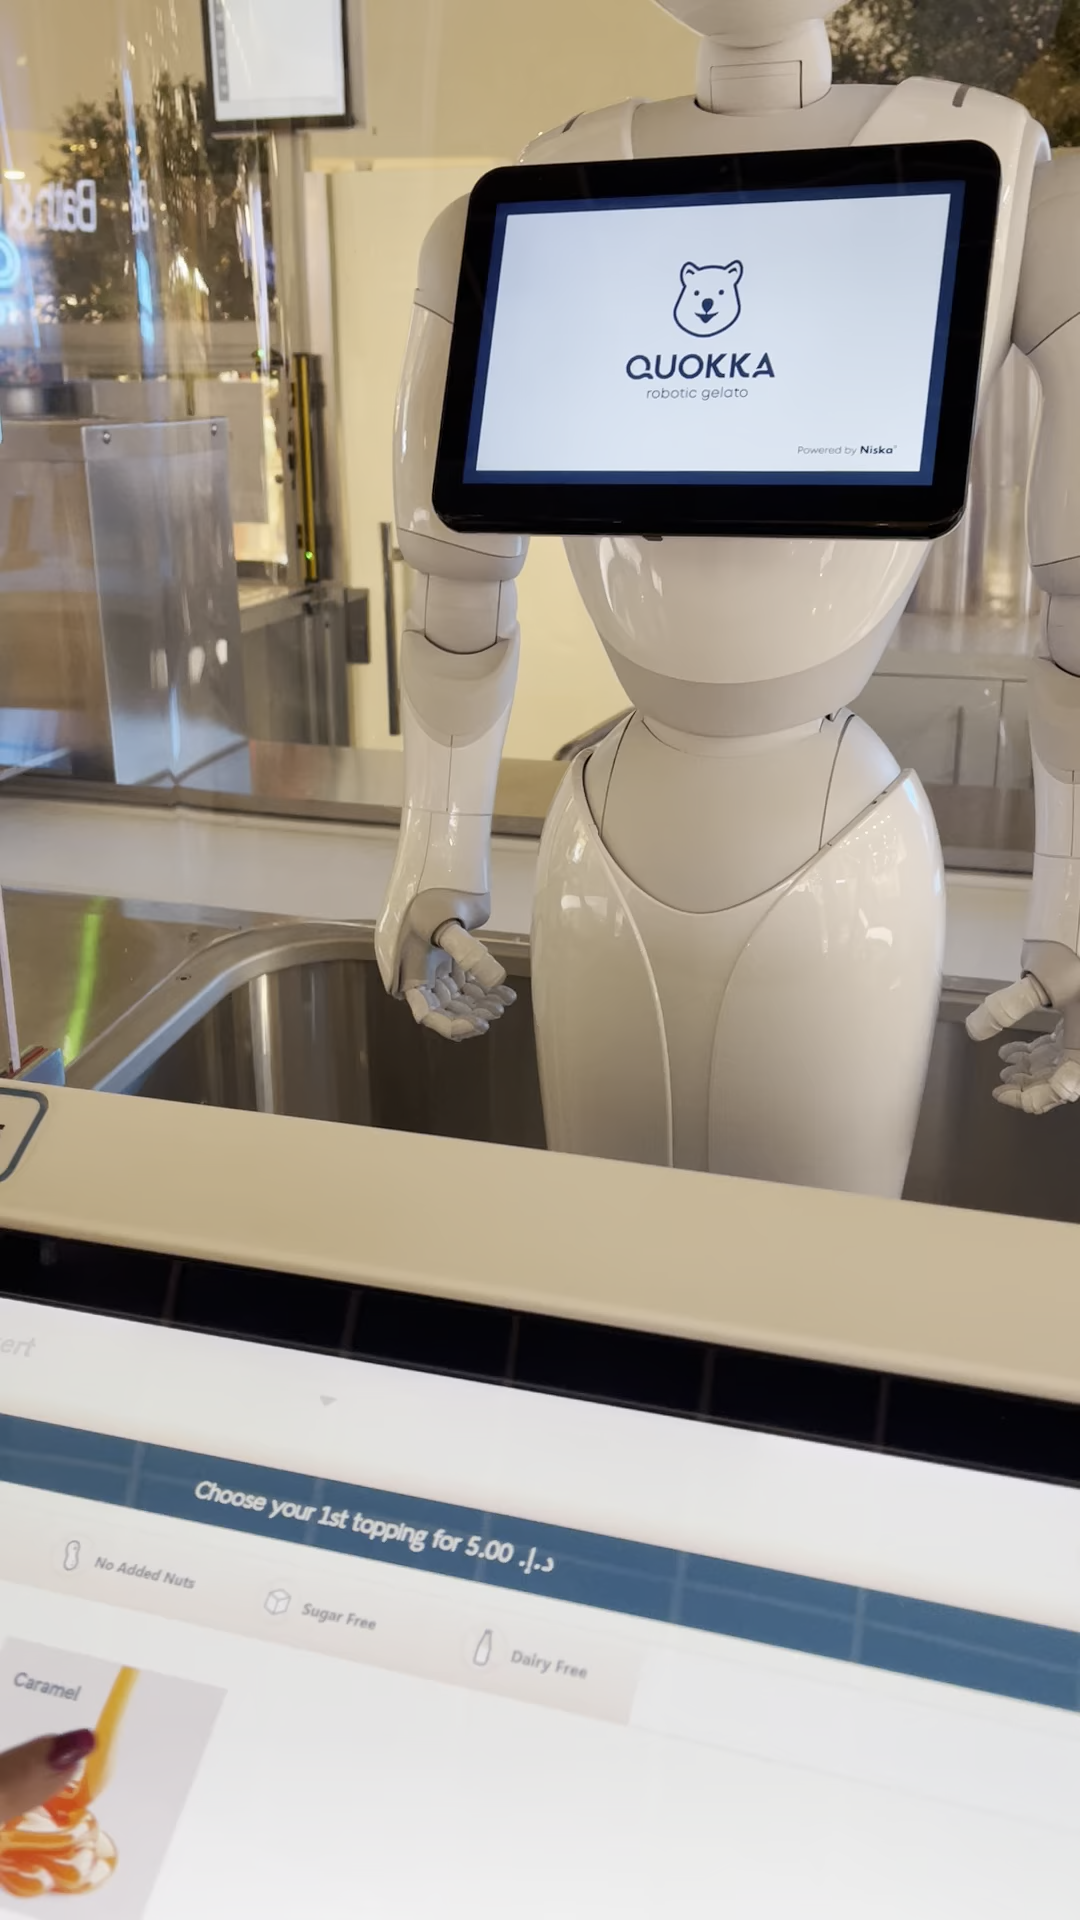 Bath &
QUOKKA
robotic gelato
Powered by Niska
Choose your 1st topping for 5.00 د.إ.
No Added Nuts
Sugar Free
Dairy Free
Caramel